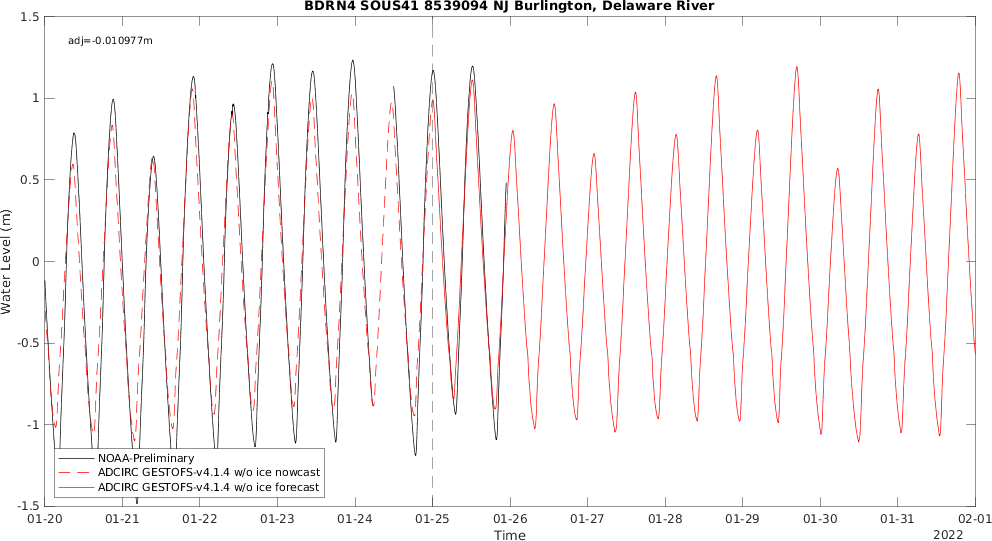 BDRN4 SOUS41 8539094 NJ Burlington, Delaware River
adj=-0.010977m
Water Level (m)
1.5
1
0.5
0
-0.5
-1
-1.5
NOAA-Preliminary
ADCIRC GESTOFS-v4.1.4 w/o ice nowcast
ADCIRC GESTOFS-v4.1.4 w/o ice forecast
01-20 01-21 01-22 01-23 01-24 01-25 01-26 01-27 01-28 01-29 01-30 01-31 02-01
Time
2022